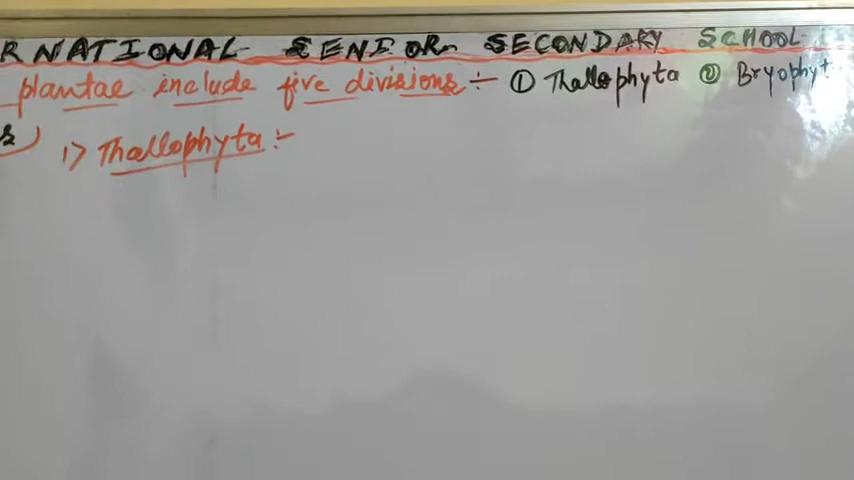 RNATIONAL SENIOR SECONDARY SCHOOL
plantae include five divisions :- ① Thallophyta ② Bryophyt
1) Thallophyta :-